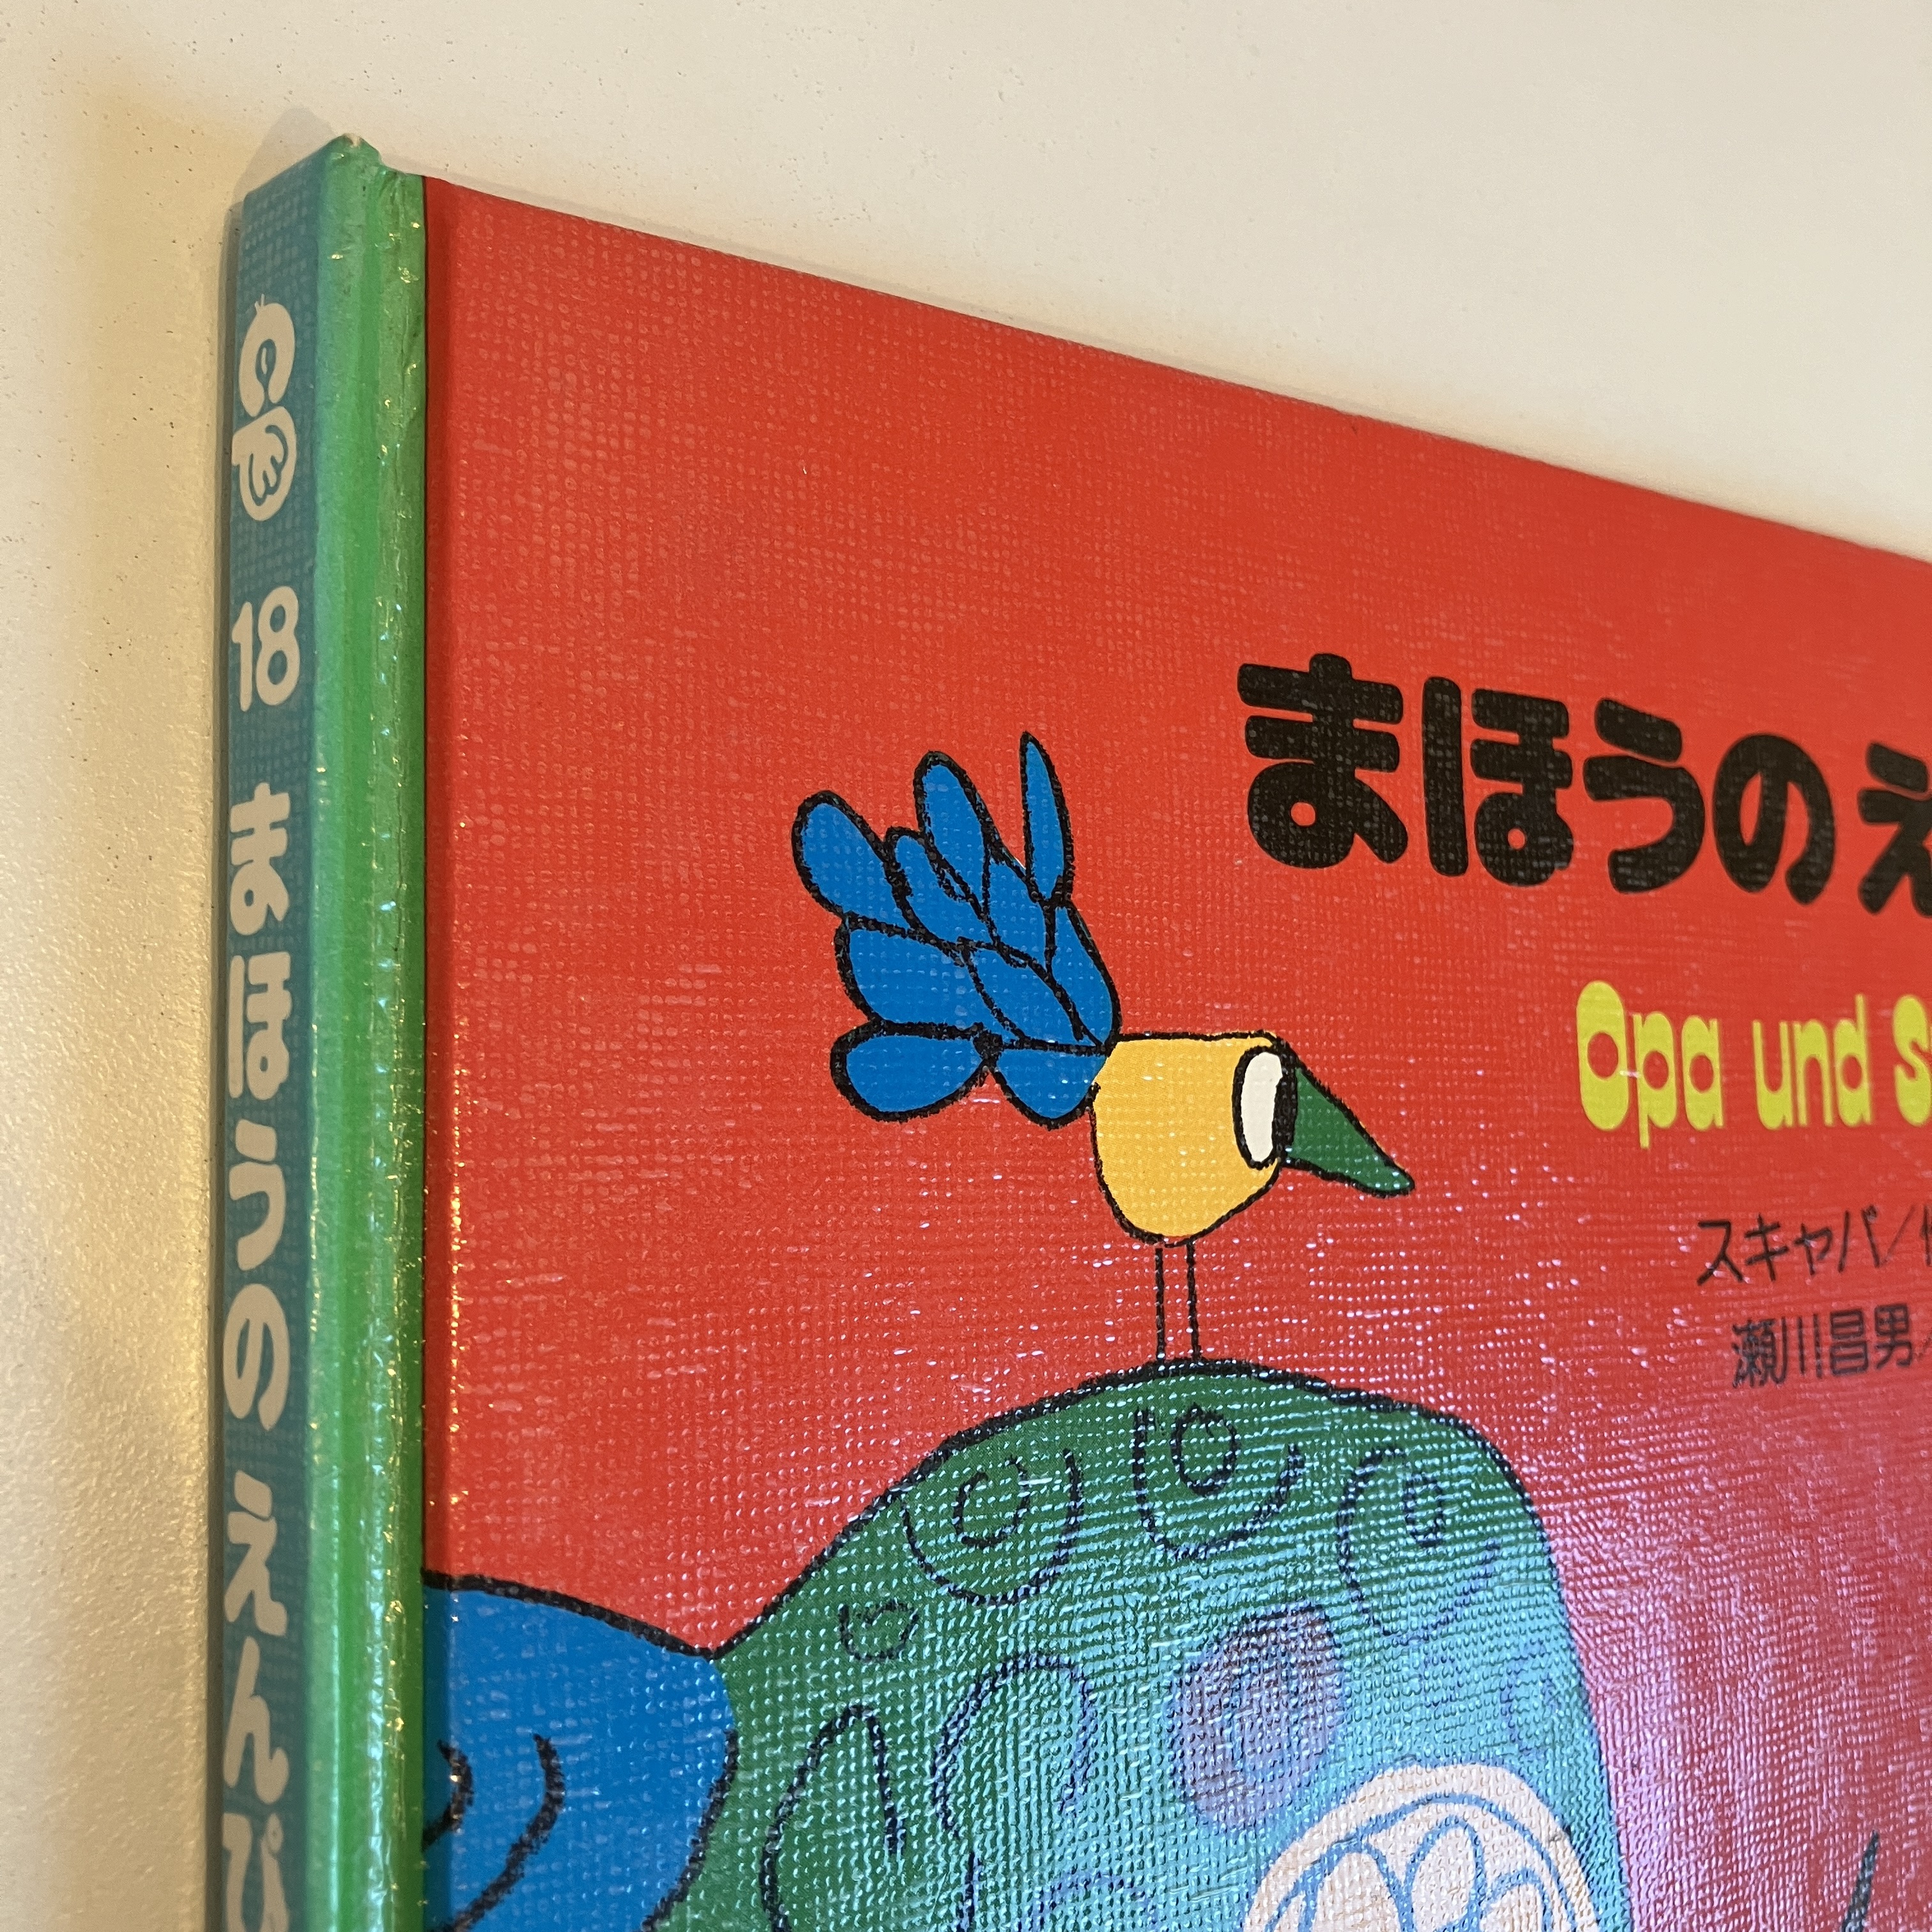 18 まほうのえんぴ
まほうのえ
Opa und S
スキャバ/作
瀬川昌男/